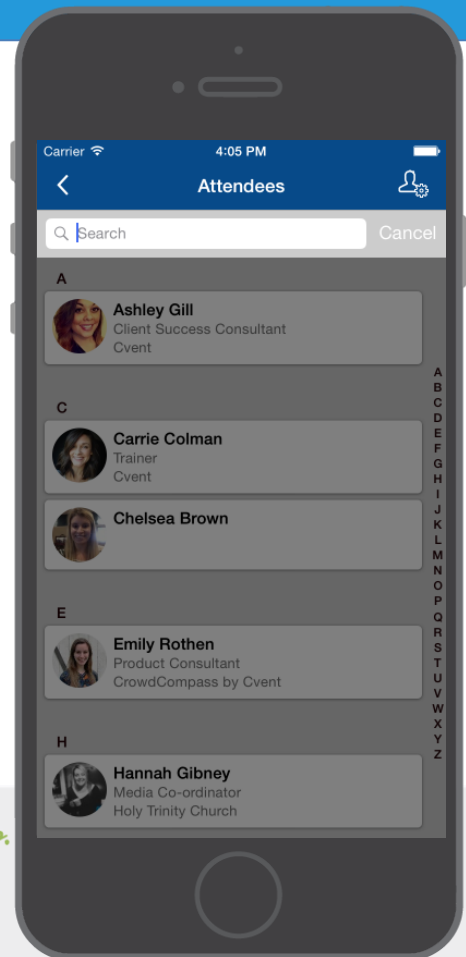 Carrier 4:05 PM
Attendees
Search Cancel
A
Ashley Gill
Client Success Consultant
Cvent
C
Carrie Colman
Trainer
Cvent
Chelsea Brown
E
Emily Rothen
Product Consultant
CrowdCompass by Cvent
H
Hannah Gibney
Media Co-ordinator
Holy Trinity Church
A
B
C
D
E
F
G
H
I
J
K
L
M
N
O
P
Q
R
S
T
U
V
W
X
Y
Z